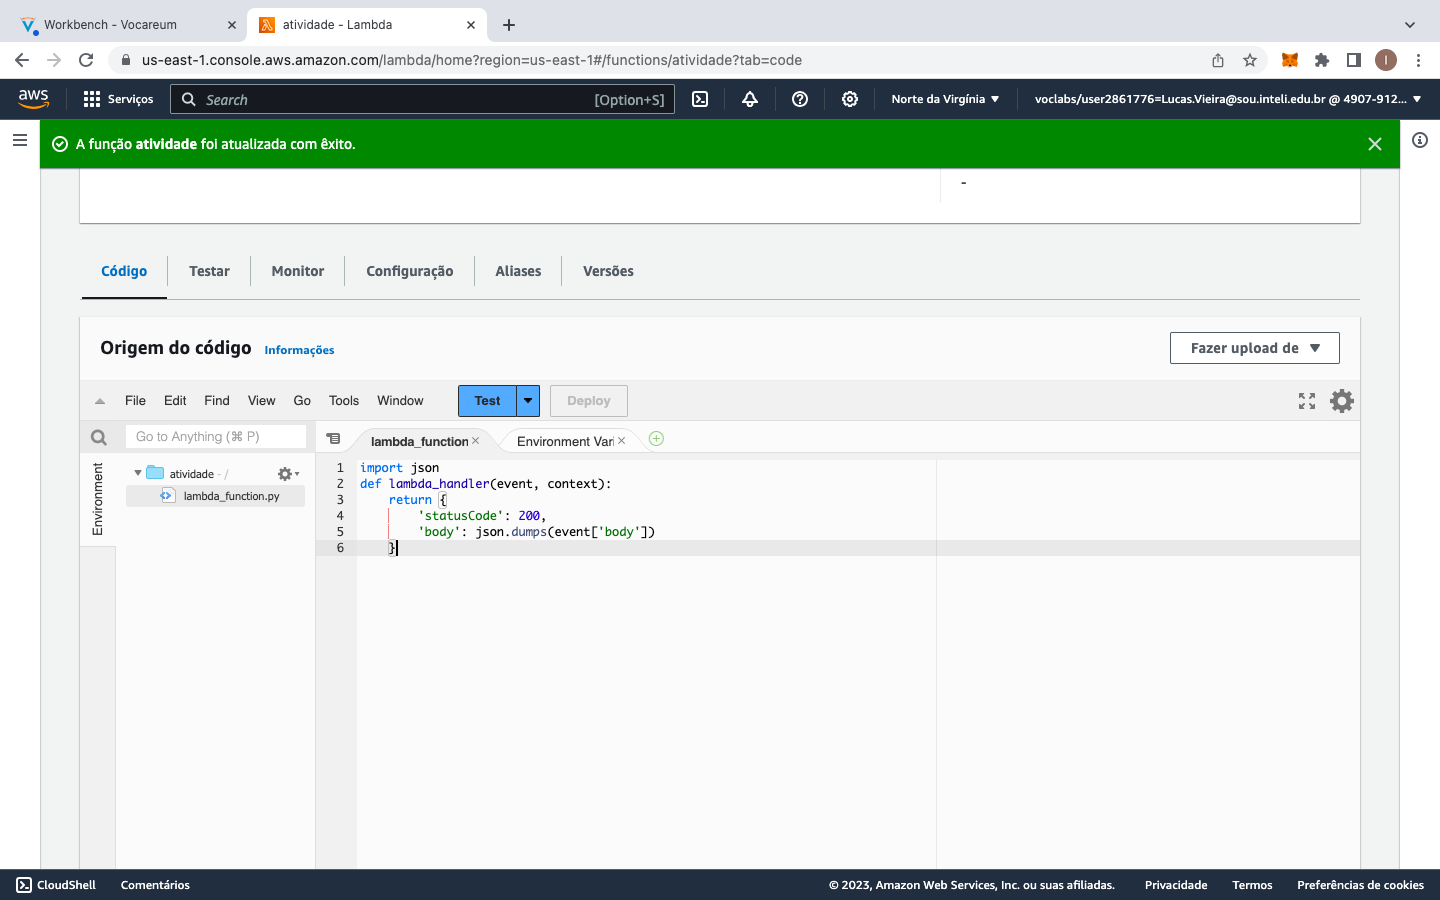 Workbench - Vocareum
atividade - Lambda
us-east-1.console.aws.amazon.com/lambda/home?region=us-east-1#/functions/atividade?tab=code
I
aws
Serviços
Search
[Option+S]
Norte da Virgínia
voclabs/user2861776=Lucas.Vieira@sou.inteli.edu.br @ 4907-912...
A função atividade foi atualizada com êxito.
-
Código
Testar
Monitor
Configuração
Aliases
Versões
Origem do código
Informações
Fazer upload de
File Edit Find View Go Tools Window
Test
Deploy
Go to Anything (⌘ P)
lambda_function
Environment Vari
Environment
atividade - /
lambda_function.py
1 import json
2 def lambda_handler(event, context):
3     return {
4         'statusCode': 200,
5         'body': json.dumps(event['body'])
6     }
CloudShell
Comentários
© 2023, Amazon Web Services, Inc. ou suas afiliadas.
Privacidade
Termos
Preferências de cookies